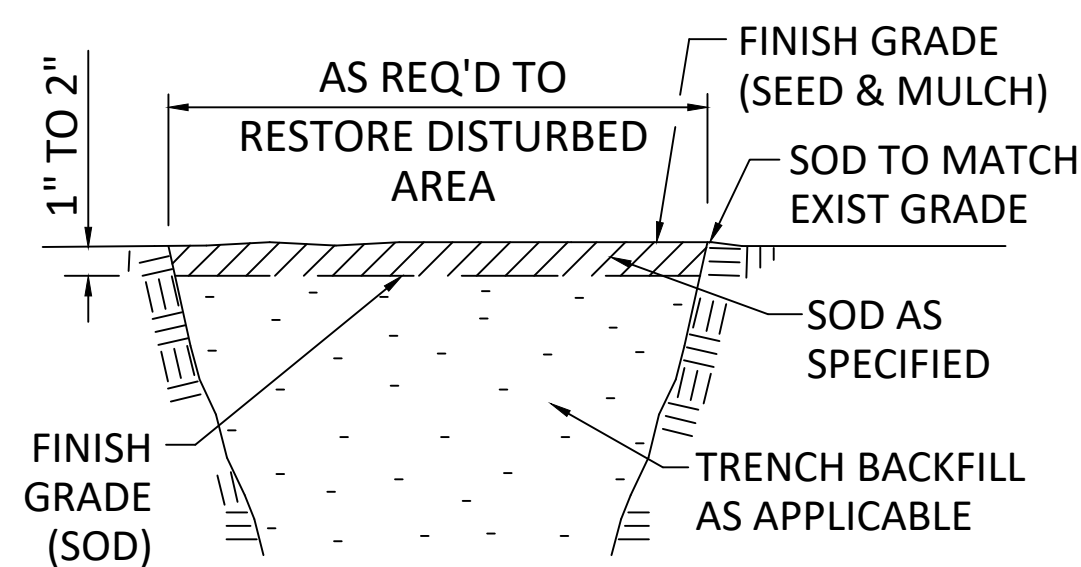 1" TO 2"
AS REQ'D TO
RESTORE DISTURBED
AREA
FINISH GRADE
(SEED & MULCH)
SOD TO MATCH
EXIST GRADE
SOD AS
SPECIFIED
FINISH
GRADE
(SOD)
TRENCH BACKFILL
AS APPLICABLE